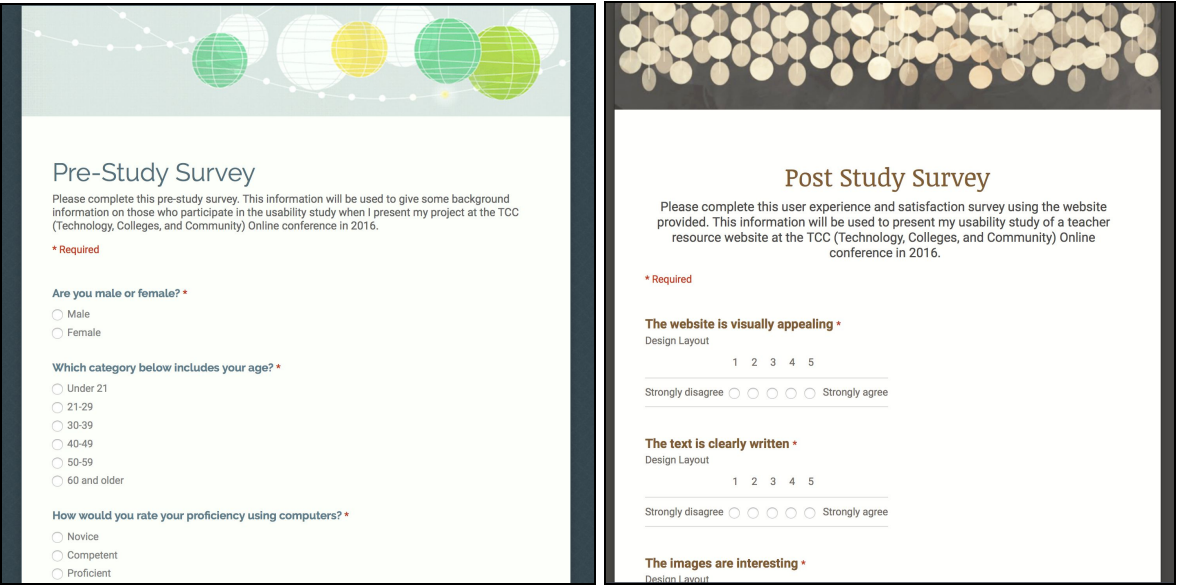 Pre-Study Survey
Please complete this pre-study survey. This information will be used to give some background
information on those who participate in the usability study when I present my project at the TCC
(Technology, Colleges, and Community) Online conference in 2016.
* Required
Are you male or female? *
Male
Female
Which category below includes your age? *
Under 21
21-29
30-39
40-49
50-59
60 and older
How would you rate your proficiency using computers? *
Novice
Competent
Proficient
Post Study Survey
Please complete this user experience and satisfaction survey using the website
provided. This information will be used to present my usability study of a teacher
resource website at the TCC (Technology, Colleges, and Community) Online
conference in 2016.
* Required
The website is visually appealing *
Design Layout
1 2 3 4 5
Strongly disagree Strongly agree
The text is clearly written *
Design Layout
1 2 3 4 5
Strongly disagree Strongly agree
The images are interesting *
Design Layout